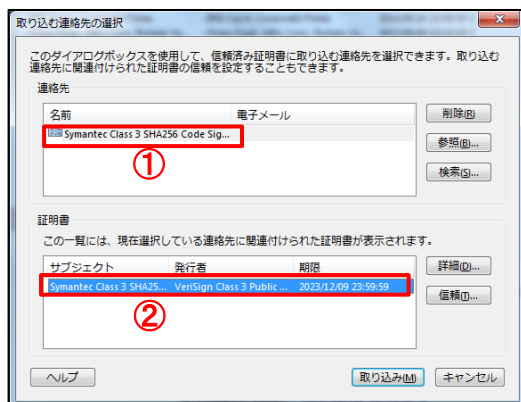 取り込む連絡先の選択
このダイアログボックスを使用して、信頼済み証明書に取り込む連絡先を選択できます。取り込む
連絡先に関連付けられた証明書の信頼を設定することもできます。
連絡先
名前 電子メール
Symantec Class 3 SHA256 Code Sig...
①
削除(R)
参照(B)...
検索(S)...
証明書
この一覧には、現在選択している連絡先に関連付けられた証明書が表示されます。
サブジェクト 発行者 期限
Symantec Class 3 SHA25... VeriSign Class 3 Public ... 2023/12/09 23:59:59
②
詳細(D)...
信頼(T)...
ヘルプ 取り込み(M) キャンセル